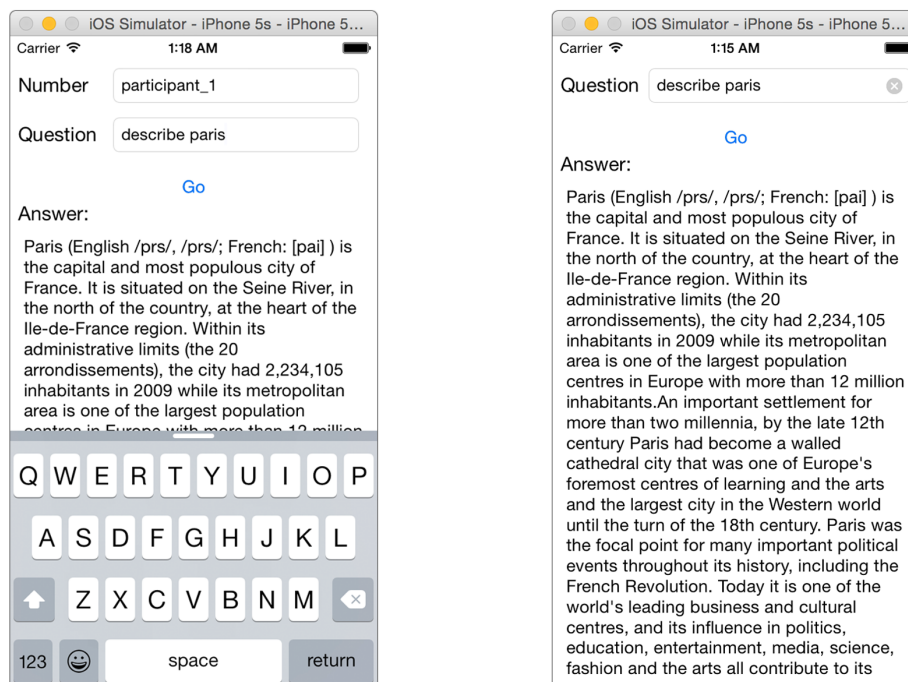 iOS Simulator - iPhone 5s - iPhone 5...
Carrier
1:18 AM
Number
participant_1
Question
describe paris
Go
Answer:
Paris (English /prs/, /prs/; French: [pai] ) is
the capital and most populous city of
France. It is situated on the Seine River, in
the north of the country, at the heart of the
Ile-de-France region. Within its
administrative limits (the 20
arrondissements), the city had 2,234,105
inhabitants in 2009 while its metropolitan
area is one of the largest population
centres in Europe with more than 12 million
Q W E R T Y U I O P
A S D F G H J K L
Z X C V B N M
123
space
return
iOS Simulator - iPhone 5s - iPhone 5...
Carrier
1:15 AM
Question
describe paris
Go
Answer:
Paris (English /prs/, /prs/; French: [pai] ) is
the capital and most populous city of
France. It is situated on the Seine River, in
the north of the country, at the heart of the
Ile-de-France region. Within its
administrative limits (the 20
arrondissements), the city had 2,234,105
inhabitants in 2009 while its metropolitan
area is one of the largest population
centres in Europe with more than 12 million
inhabitants.An important settlement for
more than two millennia, by the late 12th
century Paris had become a walled
cathedral city that was one of Europe's
foremost centres of learning and the arts
and the largest city in the Western world
until the turn of the 18th century. Paris was
the focal point for many important political
events throughout its history, including the
French Revolution. Today it is one of the
world's leading business and cultural
centres, and its influence in politics,
education, entertainment, media, science,
fashion and the arts all contribute to its